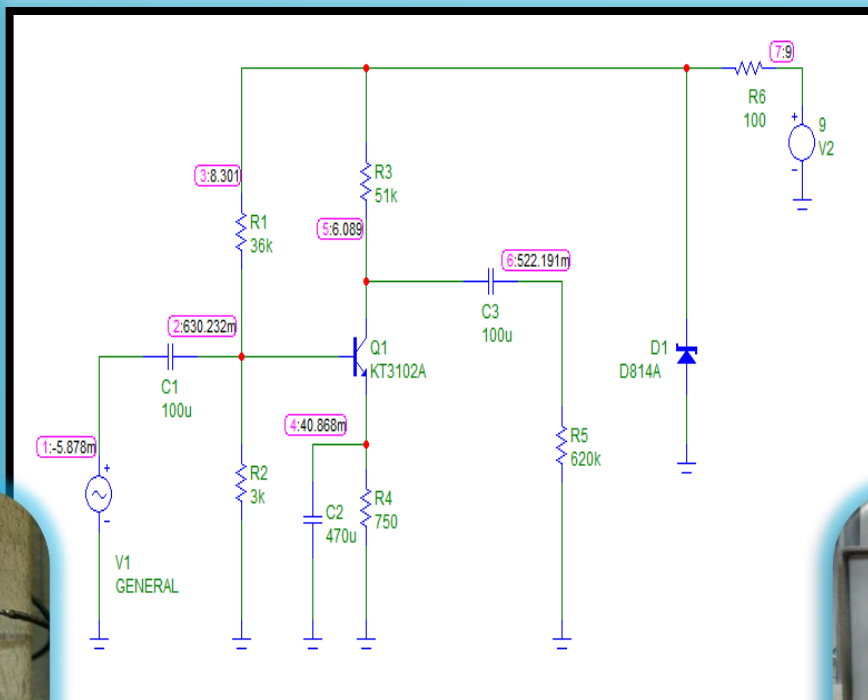 7:9
R6
100
9
V2
3:8.301
R3
51k
R1
36k
5:6.089
6:522.191m
C3
100u
2:630.232m
C1
100u
Q1
KT3102A
D1
D814A
4:40.868m
1:-5.878m
R2
3k
C2
470u
R4
750
R5
620k
V1
GENERAL